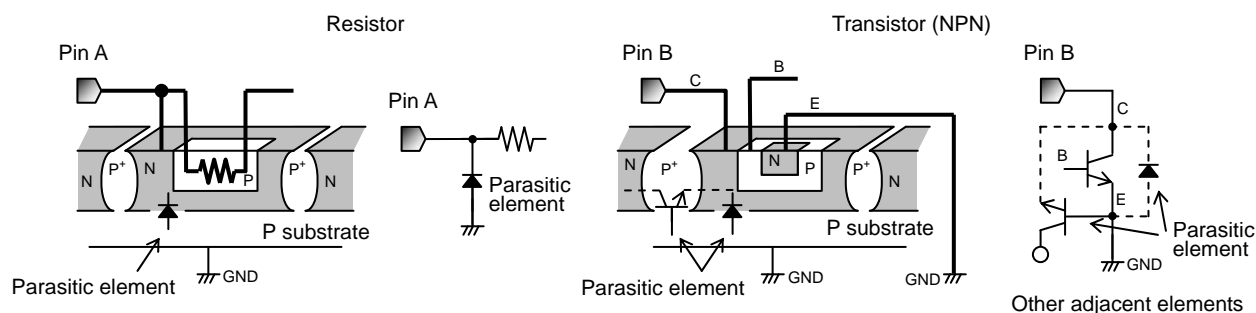 Resistor
Pin A
N
P+
N
P
P+
N
P substrate
GND
Parasitic element
Pin A
Parasitic
element
Transistor (NPN)
Pin B
C
B
E
N
P+
N
P
P+
N
P substrate
GND
GND
Parasitic element
Pin B
C
B
E
Parasitic
element
GND
Other adjacent elements